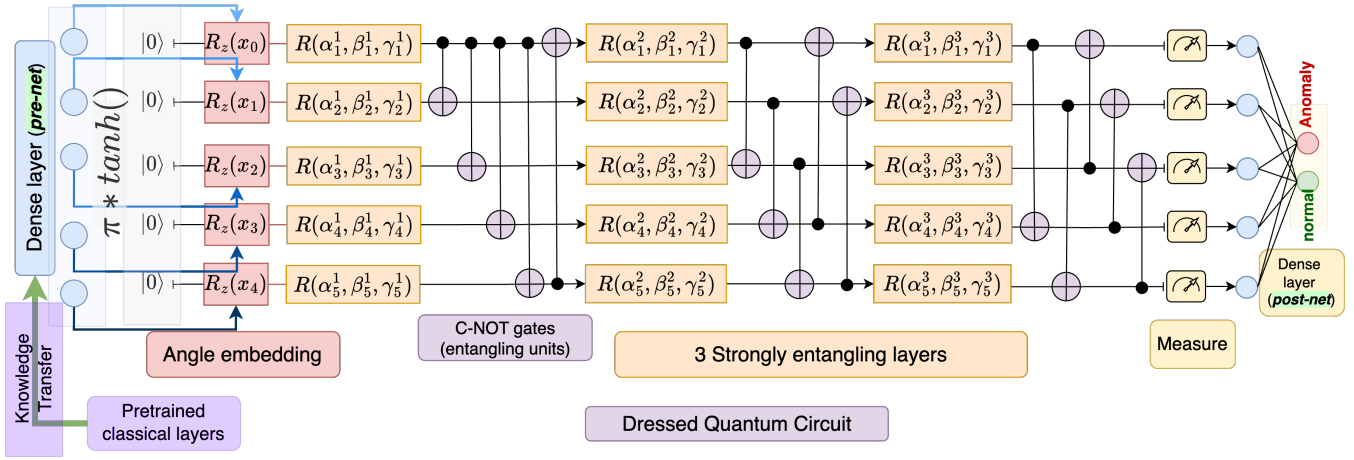 Dense layer (pre-net)
π * tanh()
|0⟩ R_z(x_0) R(α_1^1, β_1^1, γ_1^1) R(α_1^2, β_1^2, γ_1^2) R(α_1^3, β_1^3, γ_1^3)
|0⟩ R_z(x_1) R(α_2^1, β_2^1, γ_2^1) R(α_2^2, β_2^2, γ_2^2) R(α_2^3, β_2^3, γ_2^3)
|0⟩ R_z(x_2) R(α_3^1, β_3^1, γ_3^1) R(α_3^2, β_3^2, γ_3^2) R(α_3^3, β_3^3, γ_3^3)
|0⟩ R_z(x_3) R(α_4^1, β_4^1, γ_4^1) R(α_4^2, β_4^2, γ_4^2) R(α_4^3, β_4^3, γ_4^3)
|0⟩ R_z(x_4) R(α_5^1, β_5^1, γ_5^1) R(α_5^2, β_5^2, γ_5^2) R(α_5^3, β_5^3, γ_5^3)
Anomaly
normal
Dense
layer
(post-net)
Knowledge
Transfer
Angle embedding
C-NOT gates
(entangling units)
3 Strongly entangling layers
Measure
Pretrained
classical layers
Dressed Quantum Circuit